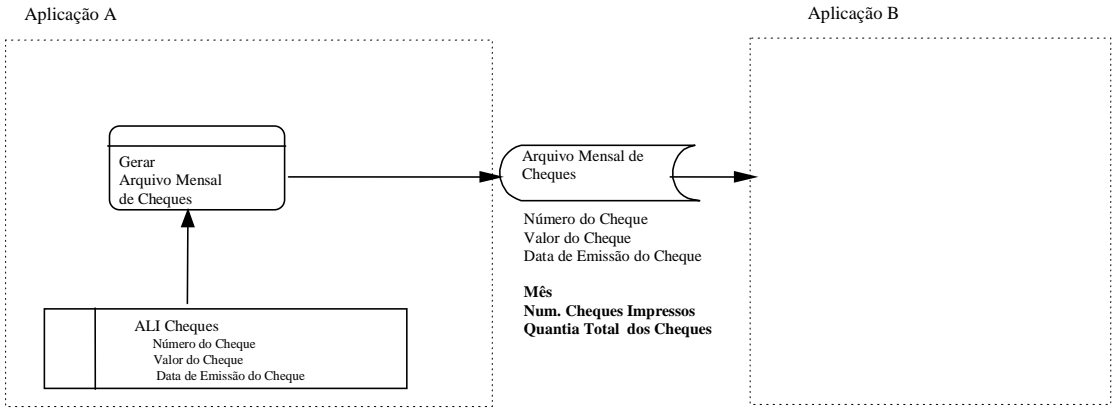 Aplicação A
Aplicação B
Gerar
Arquivo Mensal
de Cheques
Arquivo Mensal de
Cheques
Número do Cheque
Valor do Cheque
Data de Emissão do Cheque
Mês
Num. Cheques Impressos
Quantia Total dos Cheques
ALI Cheques
Número do Cheque
Valor do Cheque
Data de Emissão do Cheque